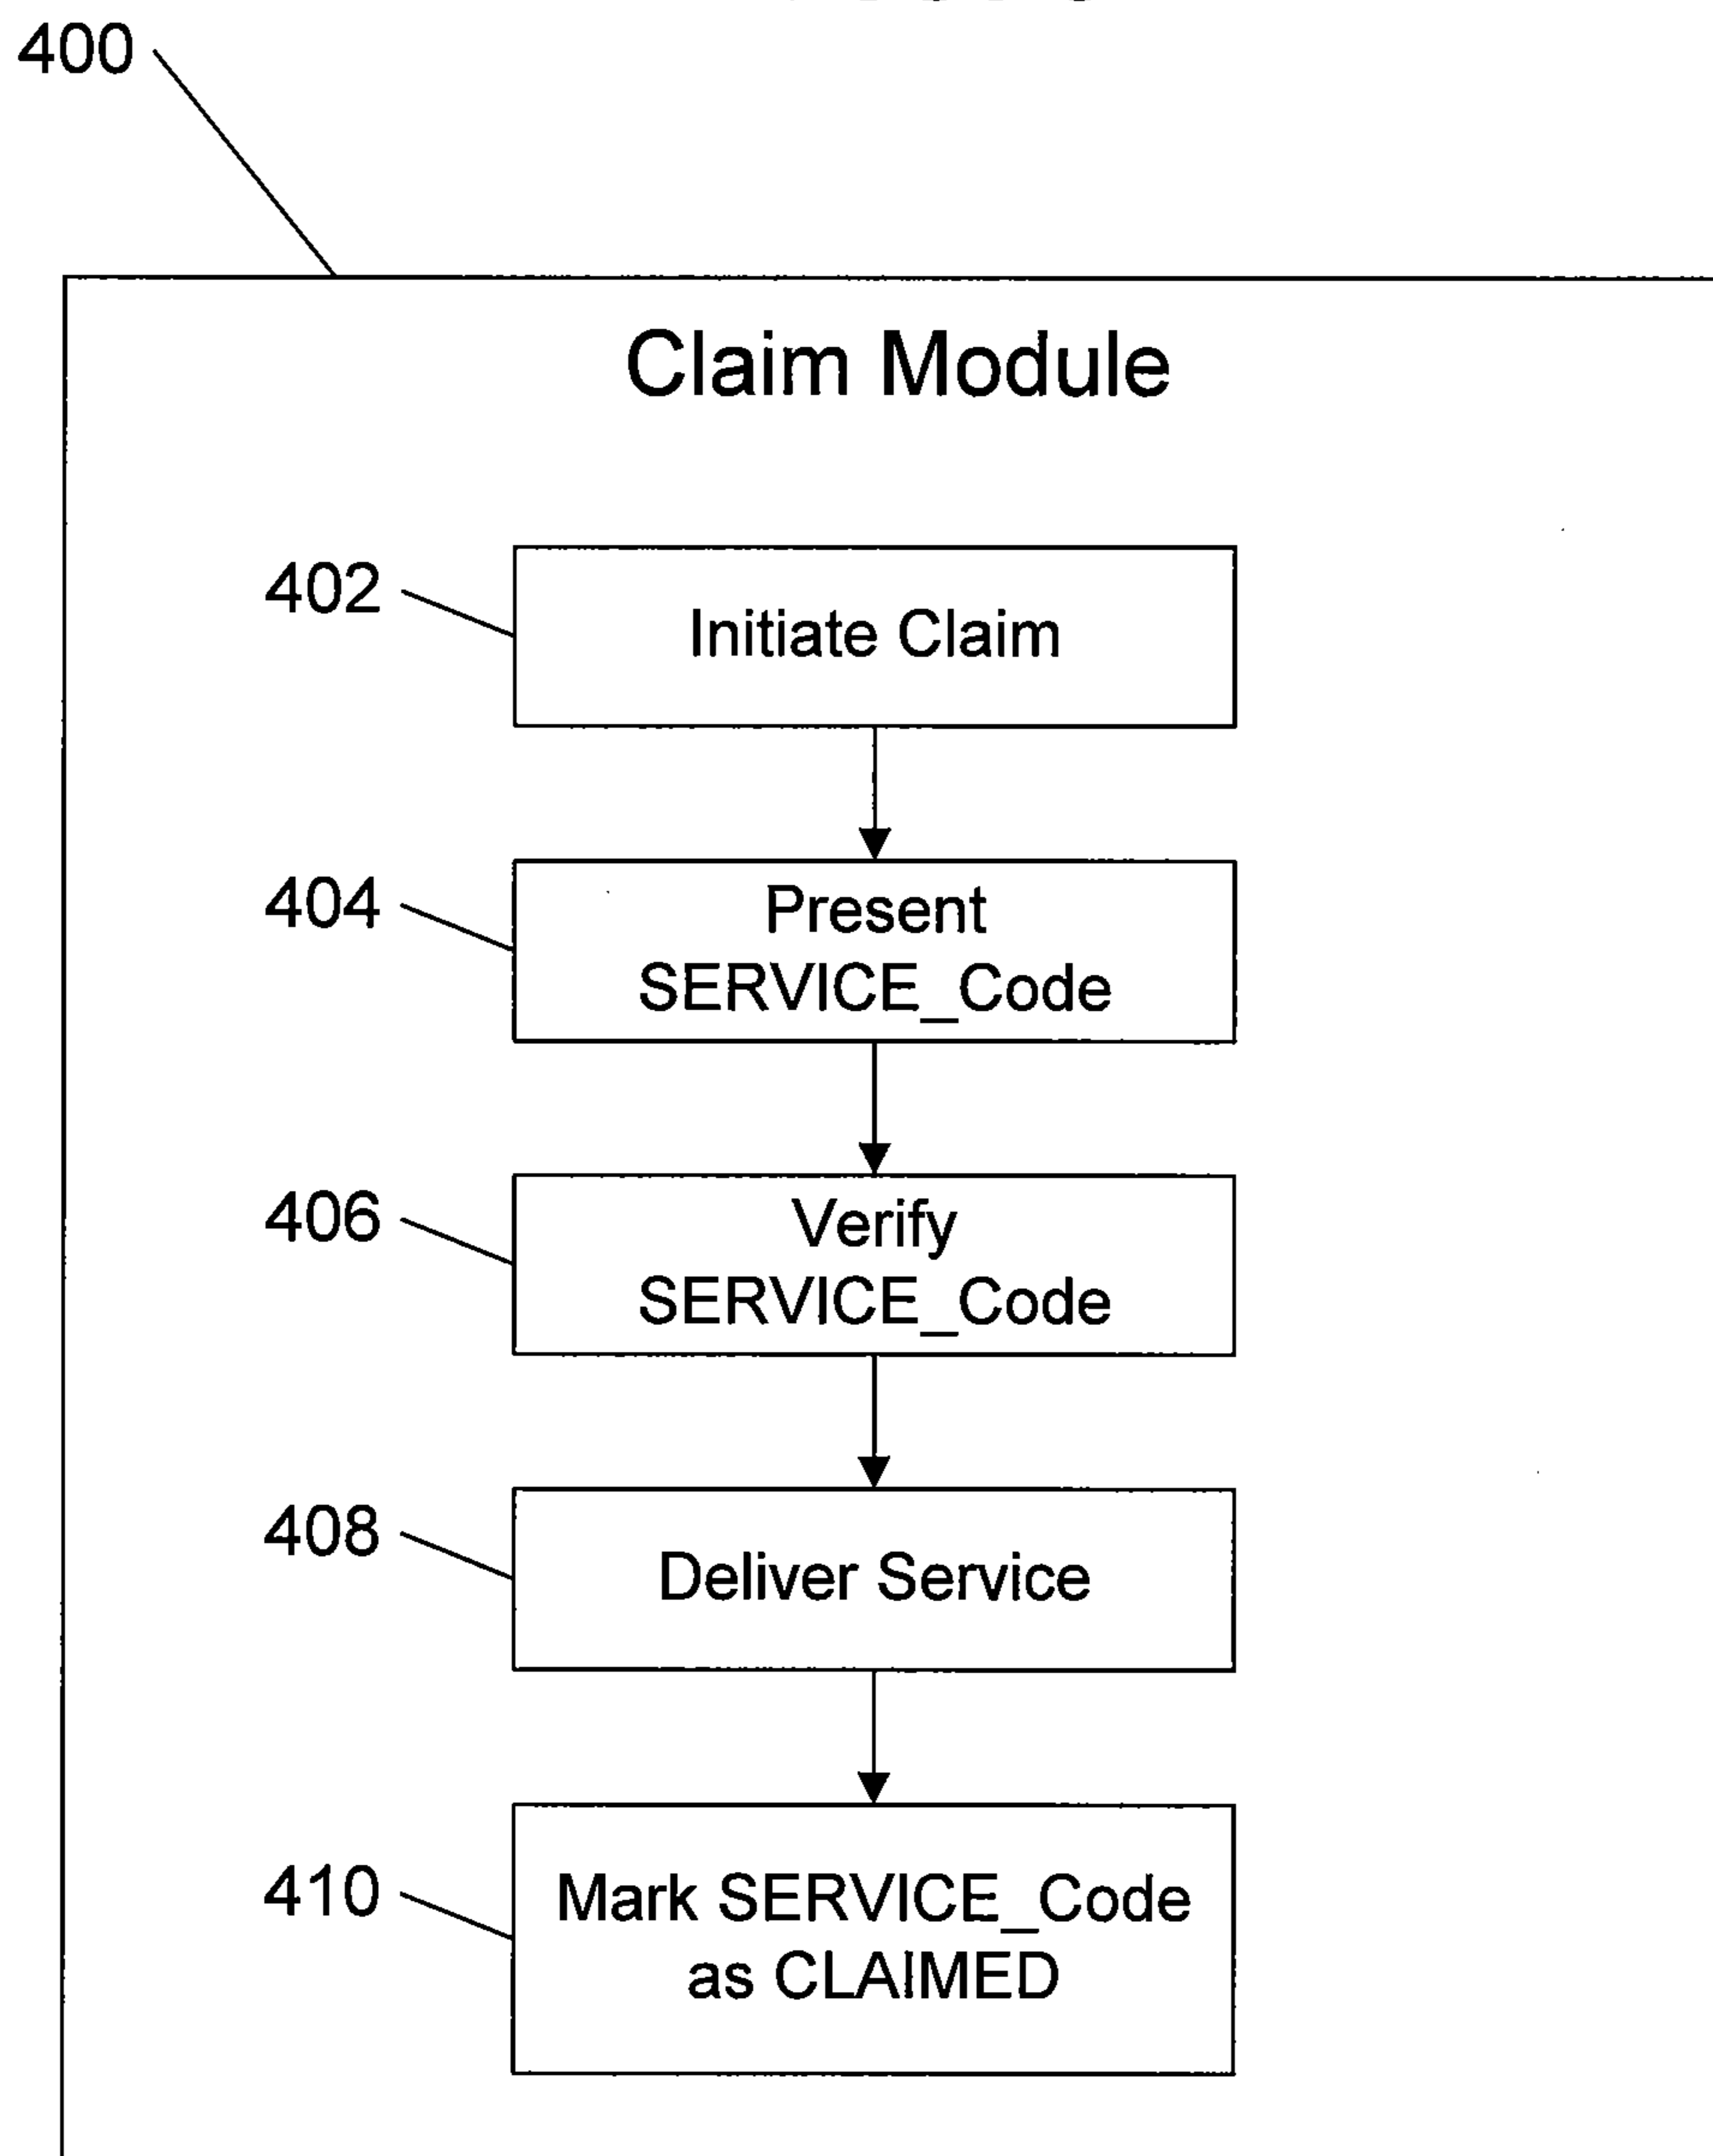 400
Claim Module
402
Initiate Claim
404
Present
SERVICE_Code
406
Verify
SERVICE_Code
408
Deliver Service
410
Mark SERVICE_Code
as CLAIMED